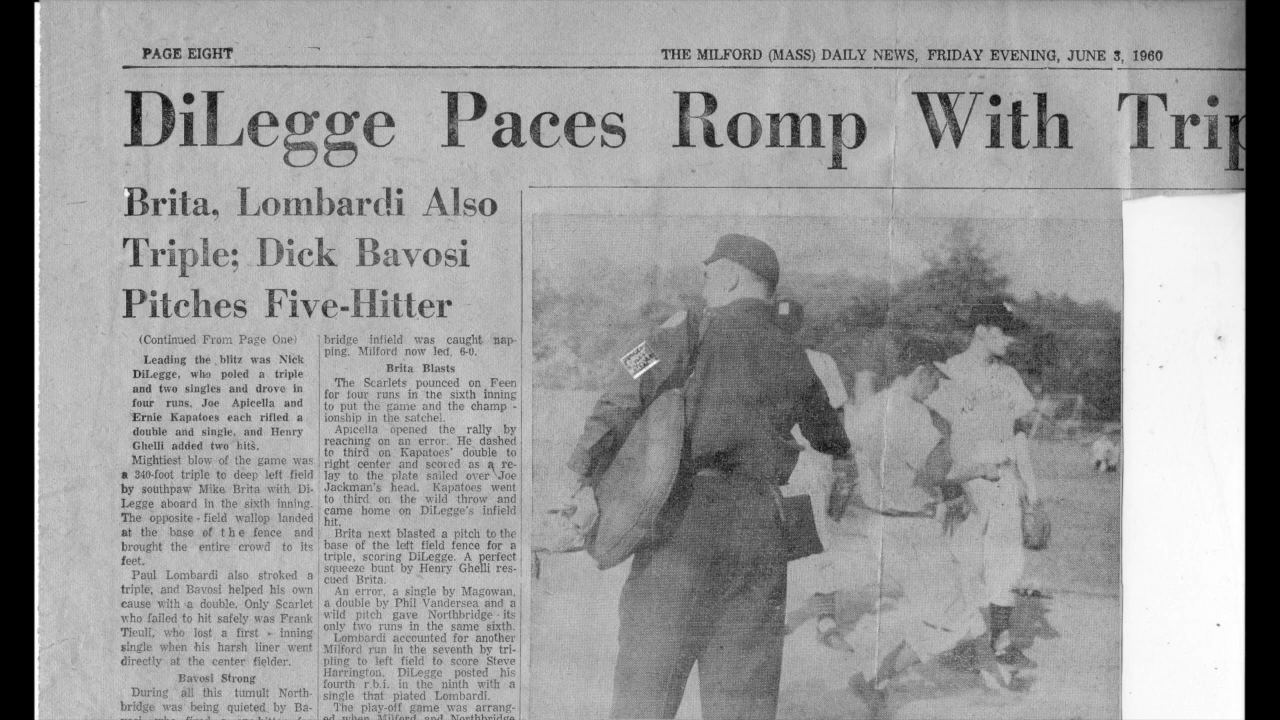 PAGE EIGHT
THE MILFORD (MASS) DAILY NEWS, FRIDAY EVENING, JUNE 3, 1960
DiLegge Paces Romp With Trip
Brita, Lombardi Also
Triple; Dick Bavosi
Pitches Five-Hitter
(Continued From Page One)
Leading the blitz was Nick
DiLegge, who poled a triple
and two singles and drove in
four runs, Joe Apicella and
Ernie Kapatoes each rifled a
double and single, and Henry
Ghelli added two hits.
Mightiest blow of the game was
a 340-foot triple to deep left field
by southpaw Mike Brita with Di-
Legge aboard in the sixth inning.
The opposite - field wallop landed
at the base of the fence and
brought the entire crowd to its
feet.
Paul Lombardi also stroked a
triple, and Bavosi helped his own
cause with a double. Only Scarlet
who failed to hit safely was Frank
Tieuli, who lost a first - inning
single when his harsh liner went
directly at the center fielder.
Bavosi Strong
During all this tumult North-
bridge was being quieted by Ba-
bridge infield was caught nap-
ping. Milford now led, 6-0.
Brita Blasts
The Scarlets pounced on Feen
for four runs in the sixth inning
to put the game and the champ -
ionship in the satchel.
Apicella opened the rally by
reaching on an error. He dashed
to third on Kapatoes' double to
right center and scored as a re-
lay to the plate sailed over Joe
Jackman's head. Kapatoes went
to third on the wild throw and
came home on DiLegge's infield
hit.
Brita next blasted a pitch to the
base of the left field fence for a
triple, scoring DiLegge. A perfect
squeeze bunt by Henry Ghelli res-
cued Brita.
An error, a single by Magowan,
a double by Phil Vandersea and a
wild pitch gave Northbridge its
only two runs in the same sixth.
Lombardi accounted for another
Milford run in the seventh by tri-
pling to left field to score Steve
Harrington. DiLegge posted his
fourth r.b.i. in the ninth with a
single that plated Lombardi.
The play-off game was arrang-
ed when Milford and Northbridge